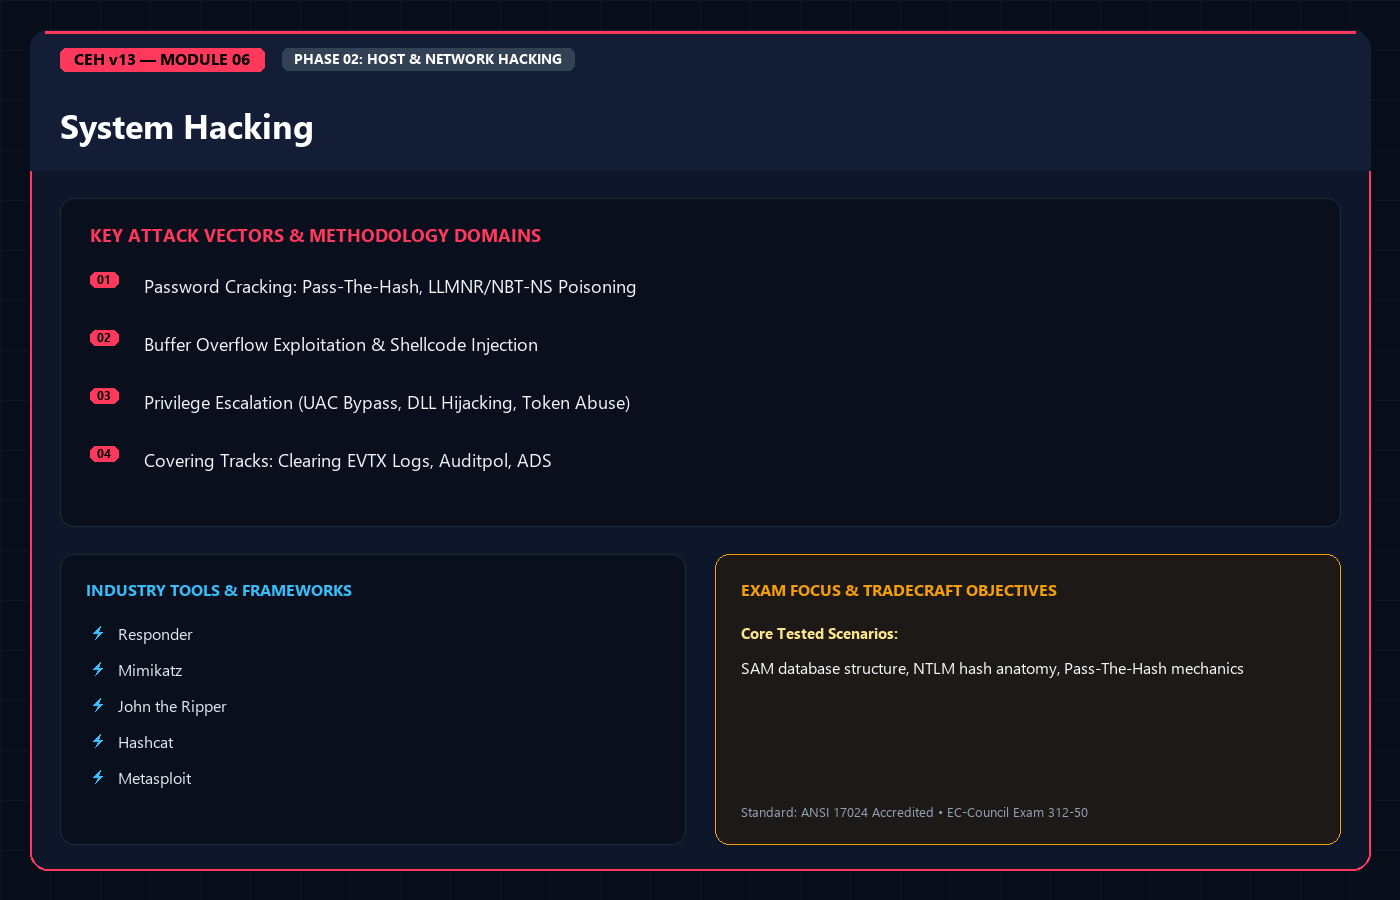 CEH v13 — MODULE 06
PHASE 02: HOST & NETWORK HACKING
System Hacking
KEY ATTACK VECTORS & METHODOLOGY DOMAINS
01 Password Cracking: Pass-The-Hash, LLMNR/NBT-NS Poisoning
02 Buffer Overflow Exploitation & Shellcode Injection
03 Privilege Escalation (UAC Bypass, DLL Hijacking, Token Abuse)
04 Covering Tracks: Clearing EVTX Logs, Auditpol, ADS
INDUSTRY TOOLS & FRAMEWORKS
Responder
Mimikatz
John the Ripper
Hashcat
Metasploit
EXAM FOCUS & TRADECRAFT OBJECTIVES
Core Tested Scenarios:
SAM database structure, NTLM hash anatomy, Pass-The-Hash mechanics
Standard: ANSI 17024 Accredited • EC-Council Exam 312-50